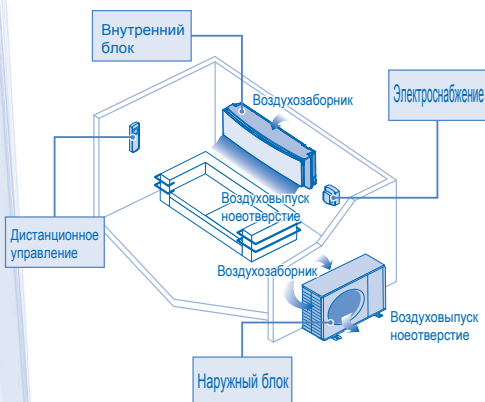 Внутренний
блок
Воздухозаборник
Электроснабжение
Воздуховыпуск
ноеотверстие
Дистанционное
управление
Воздухозаборник
Воздуховыпуск
ноеотверстие
Наружный блок